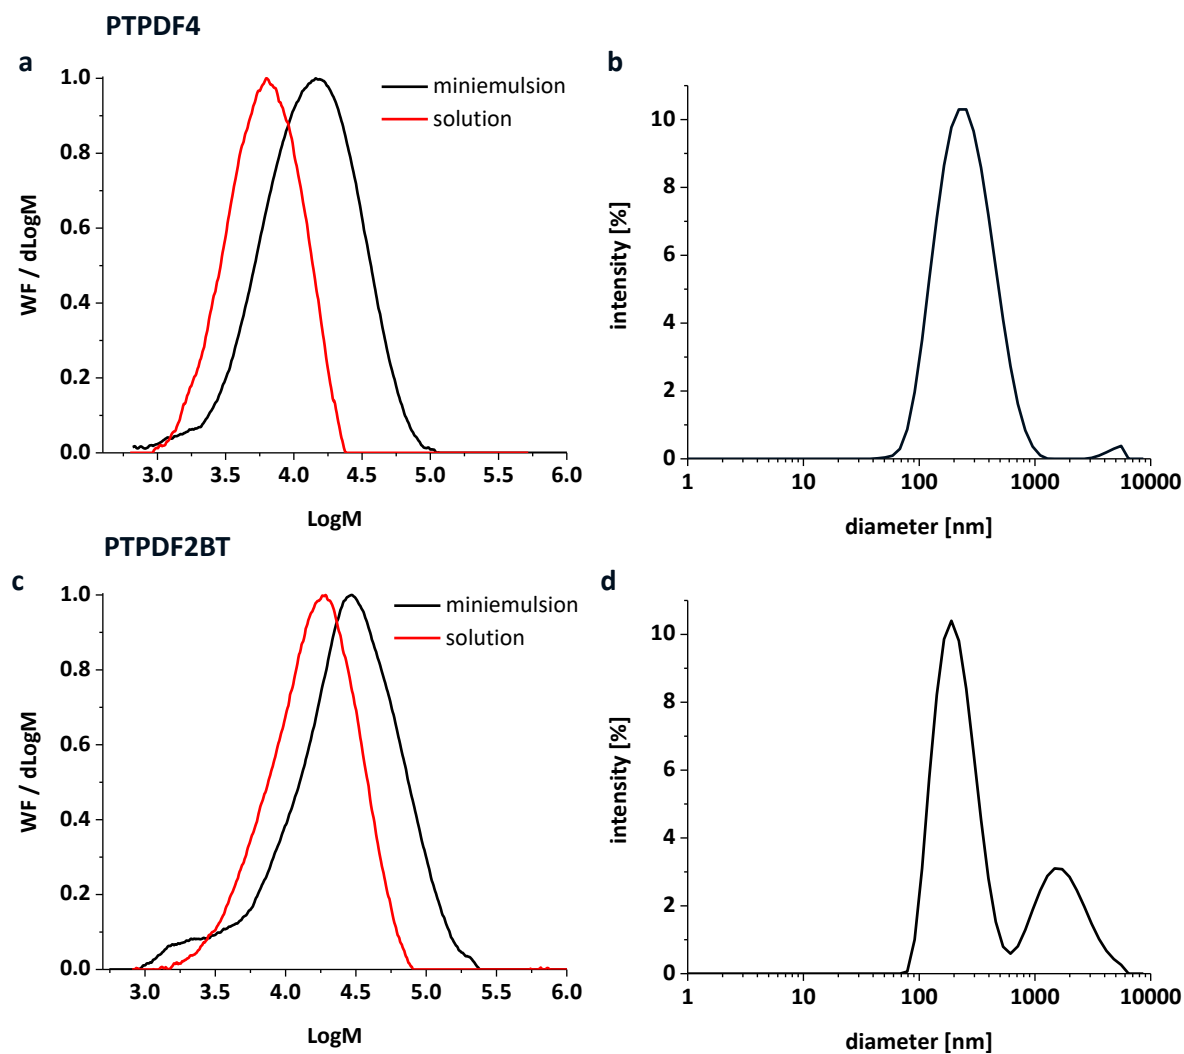 PTPDF4
a
1.0
0.8
0.6
0.4
0.2
0.0
WF / dLogM
3.0 3.5 4.0 4.5 5.0 5.5 6.0
LogM
miniemulsion
solution
b
10
8
6
4
2
0
intensity [%]
1 10 100 1000 10000
diameter [nm]
PTPDF2BT
c
1.0
0.8
0.6
0.4
0.2
0.0
WF / dLogM
3.0 3.5 4.0 4.5 5.0 5.5 6.0
LogM
miniemulsion
solution
d
10
8
6
4
2
0
intensity [%]
1 10 100 1000 10000
diameter [nm]